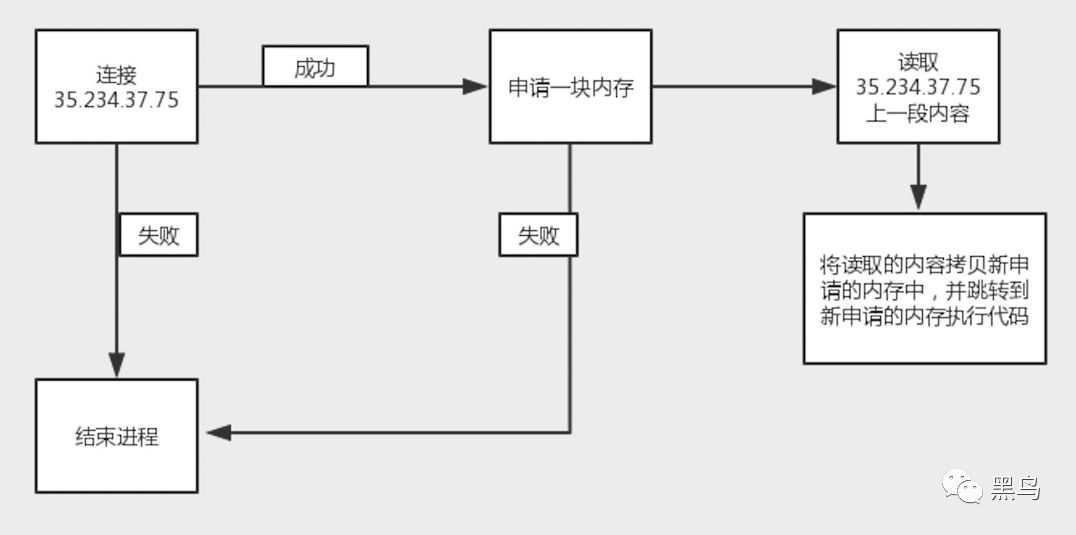 连接
35.234.37.75
成功
申请一块内存
读取
35.234.37.75
上一段内容
失败
失败
将读取的内容拷贝新申
请的内存中，并跳转到
新申请的内存执行代码
结束进程
黑鸟